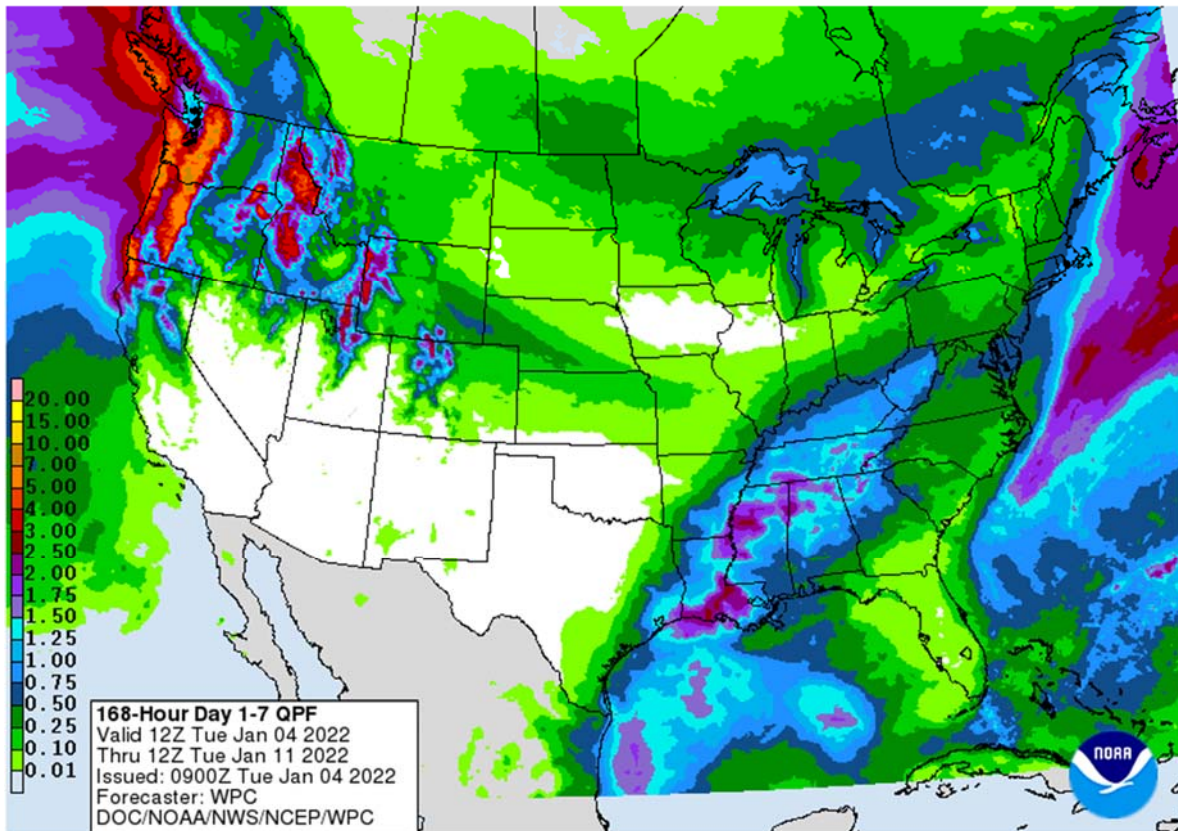 20.00
15.00
10.00
7.00
5.00
4.00
3.00
2.50
2.00
1.75
1.50
1.25
1.00
0.75
0.50
0.25
0.10
0.01
168-Hour Day 1-7 QPF
Valid 12Z Tue Jan 04 2022
Thru 12Z Tue Jan 11 2022
Issued: 0900Z Tue Jan 04 2022
Forecaster: WPC
DOC/NOAA/NWS/NCEP/WPC
NOAA